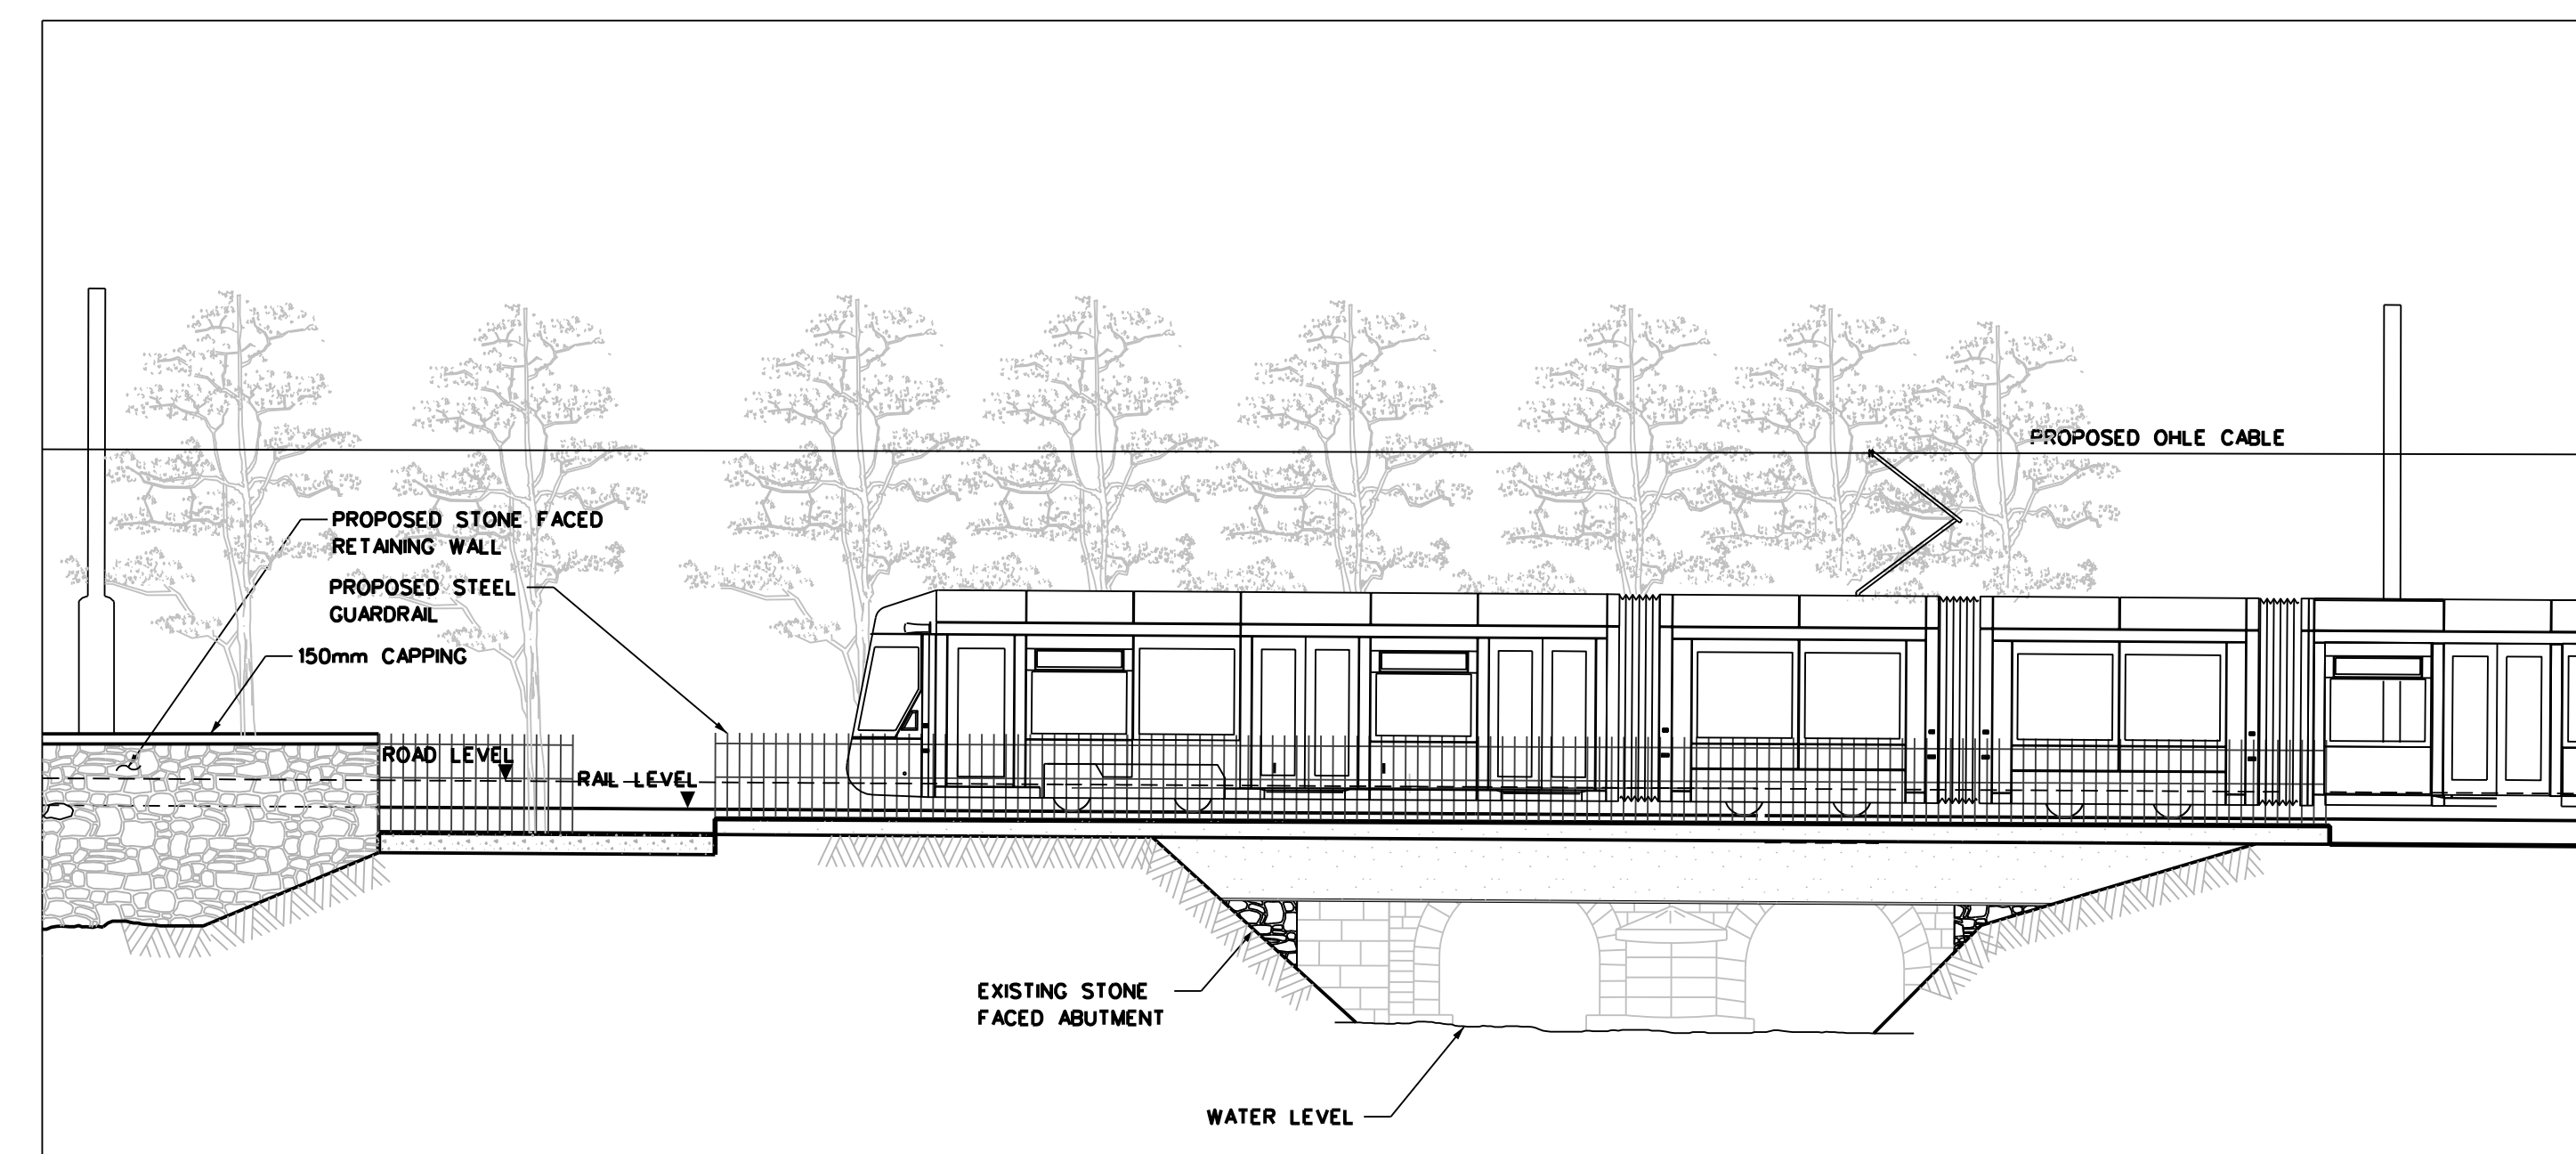 PROPOSED OHLE CABLE
PROPOSED STONE FACED
RETAINING WALL
PROPOSED STEEL
GUARDRAIL
150mm CAPPING
ROAD LEVEL
RAIL LEVEL
EXISTING STONE
FACED ABUTMENT
WATER LEVEL